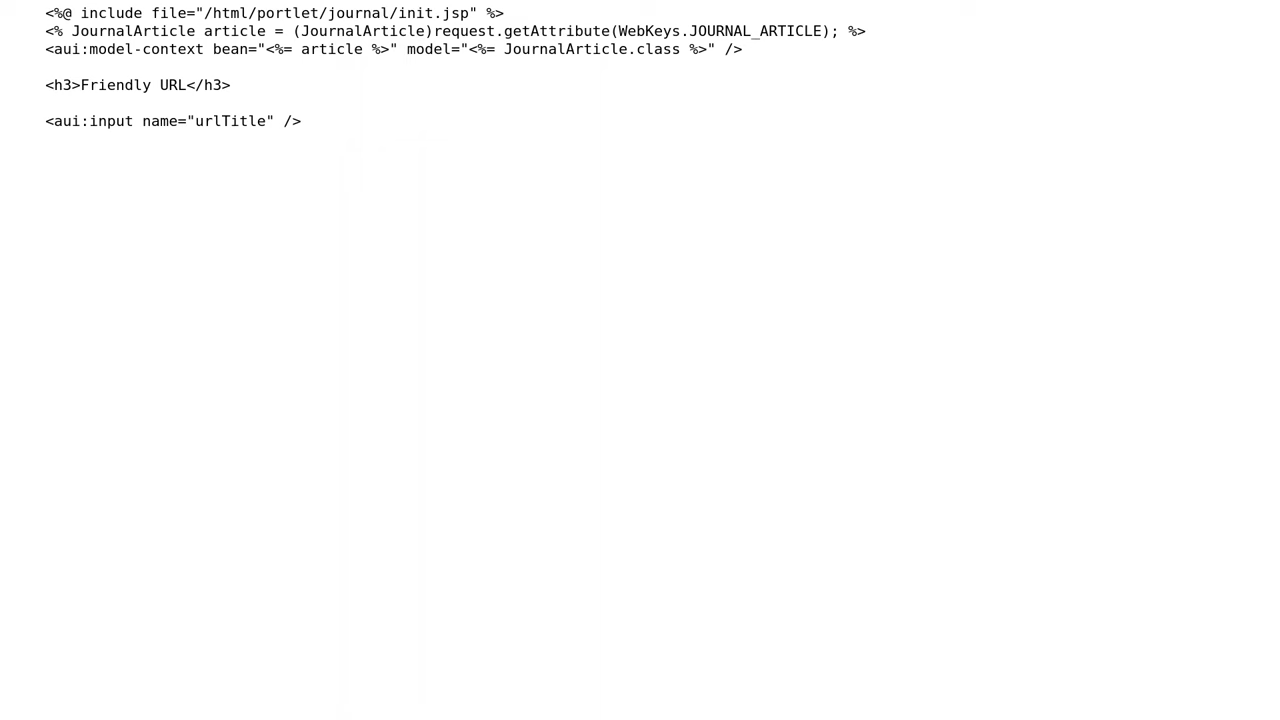 <%@ include file="/html/portlet/journal/init.jsp" %>
<% JournalArticle article = (JournalArticle)request.getAttribute(WebKeys.JOURNAL_ARTICLE); %>
<aui:model-context bean="<%= article %>" model="<%= JournalArticle.class %>" />
<h3>Friendly URL</h3>
<aui:input name="urlTitle" />